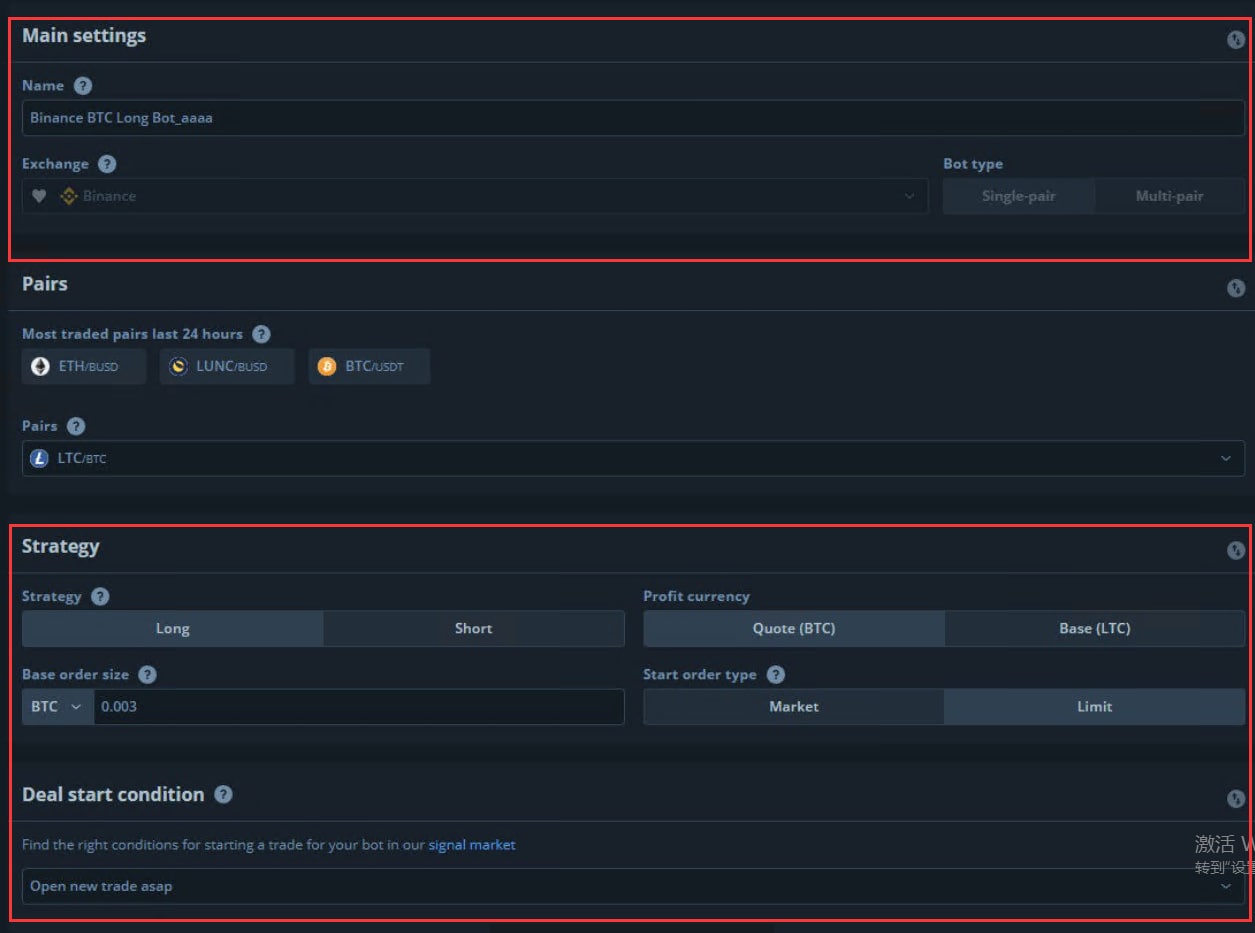 Main settings
Name ?
Binance BTC Long Bot_aaaa
Exchange ?
Bot type
Binance
Single-pair
Multi-pair
Pairs
Most traded pairs last 24 hours ?
ETH/BUSD
LUNC/BUSD
BTC/USDT
Pairs ?
LTC/BTC
Strategy
Strategy ?
Profit currency
Long
Short
Quote (BTC)
Base (LTC)
Base order size ?
Start order type ?
BTC
0.003
Market
Limit
Deal start condition ?
Find the right conditions for starting a trade for your bot in our signal market
激活 W
转到"设置
Open new trade asap